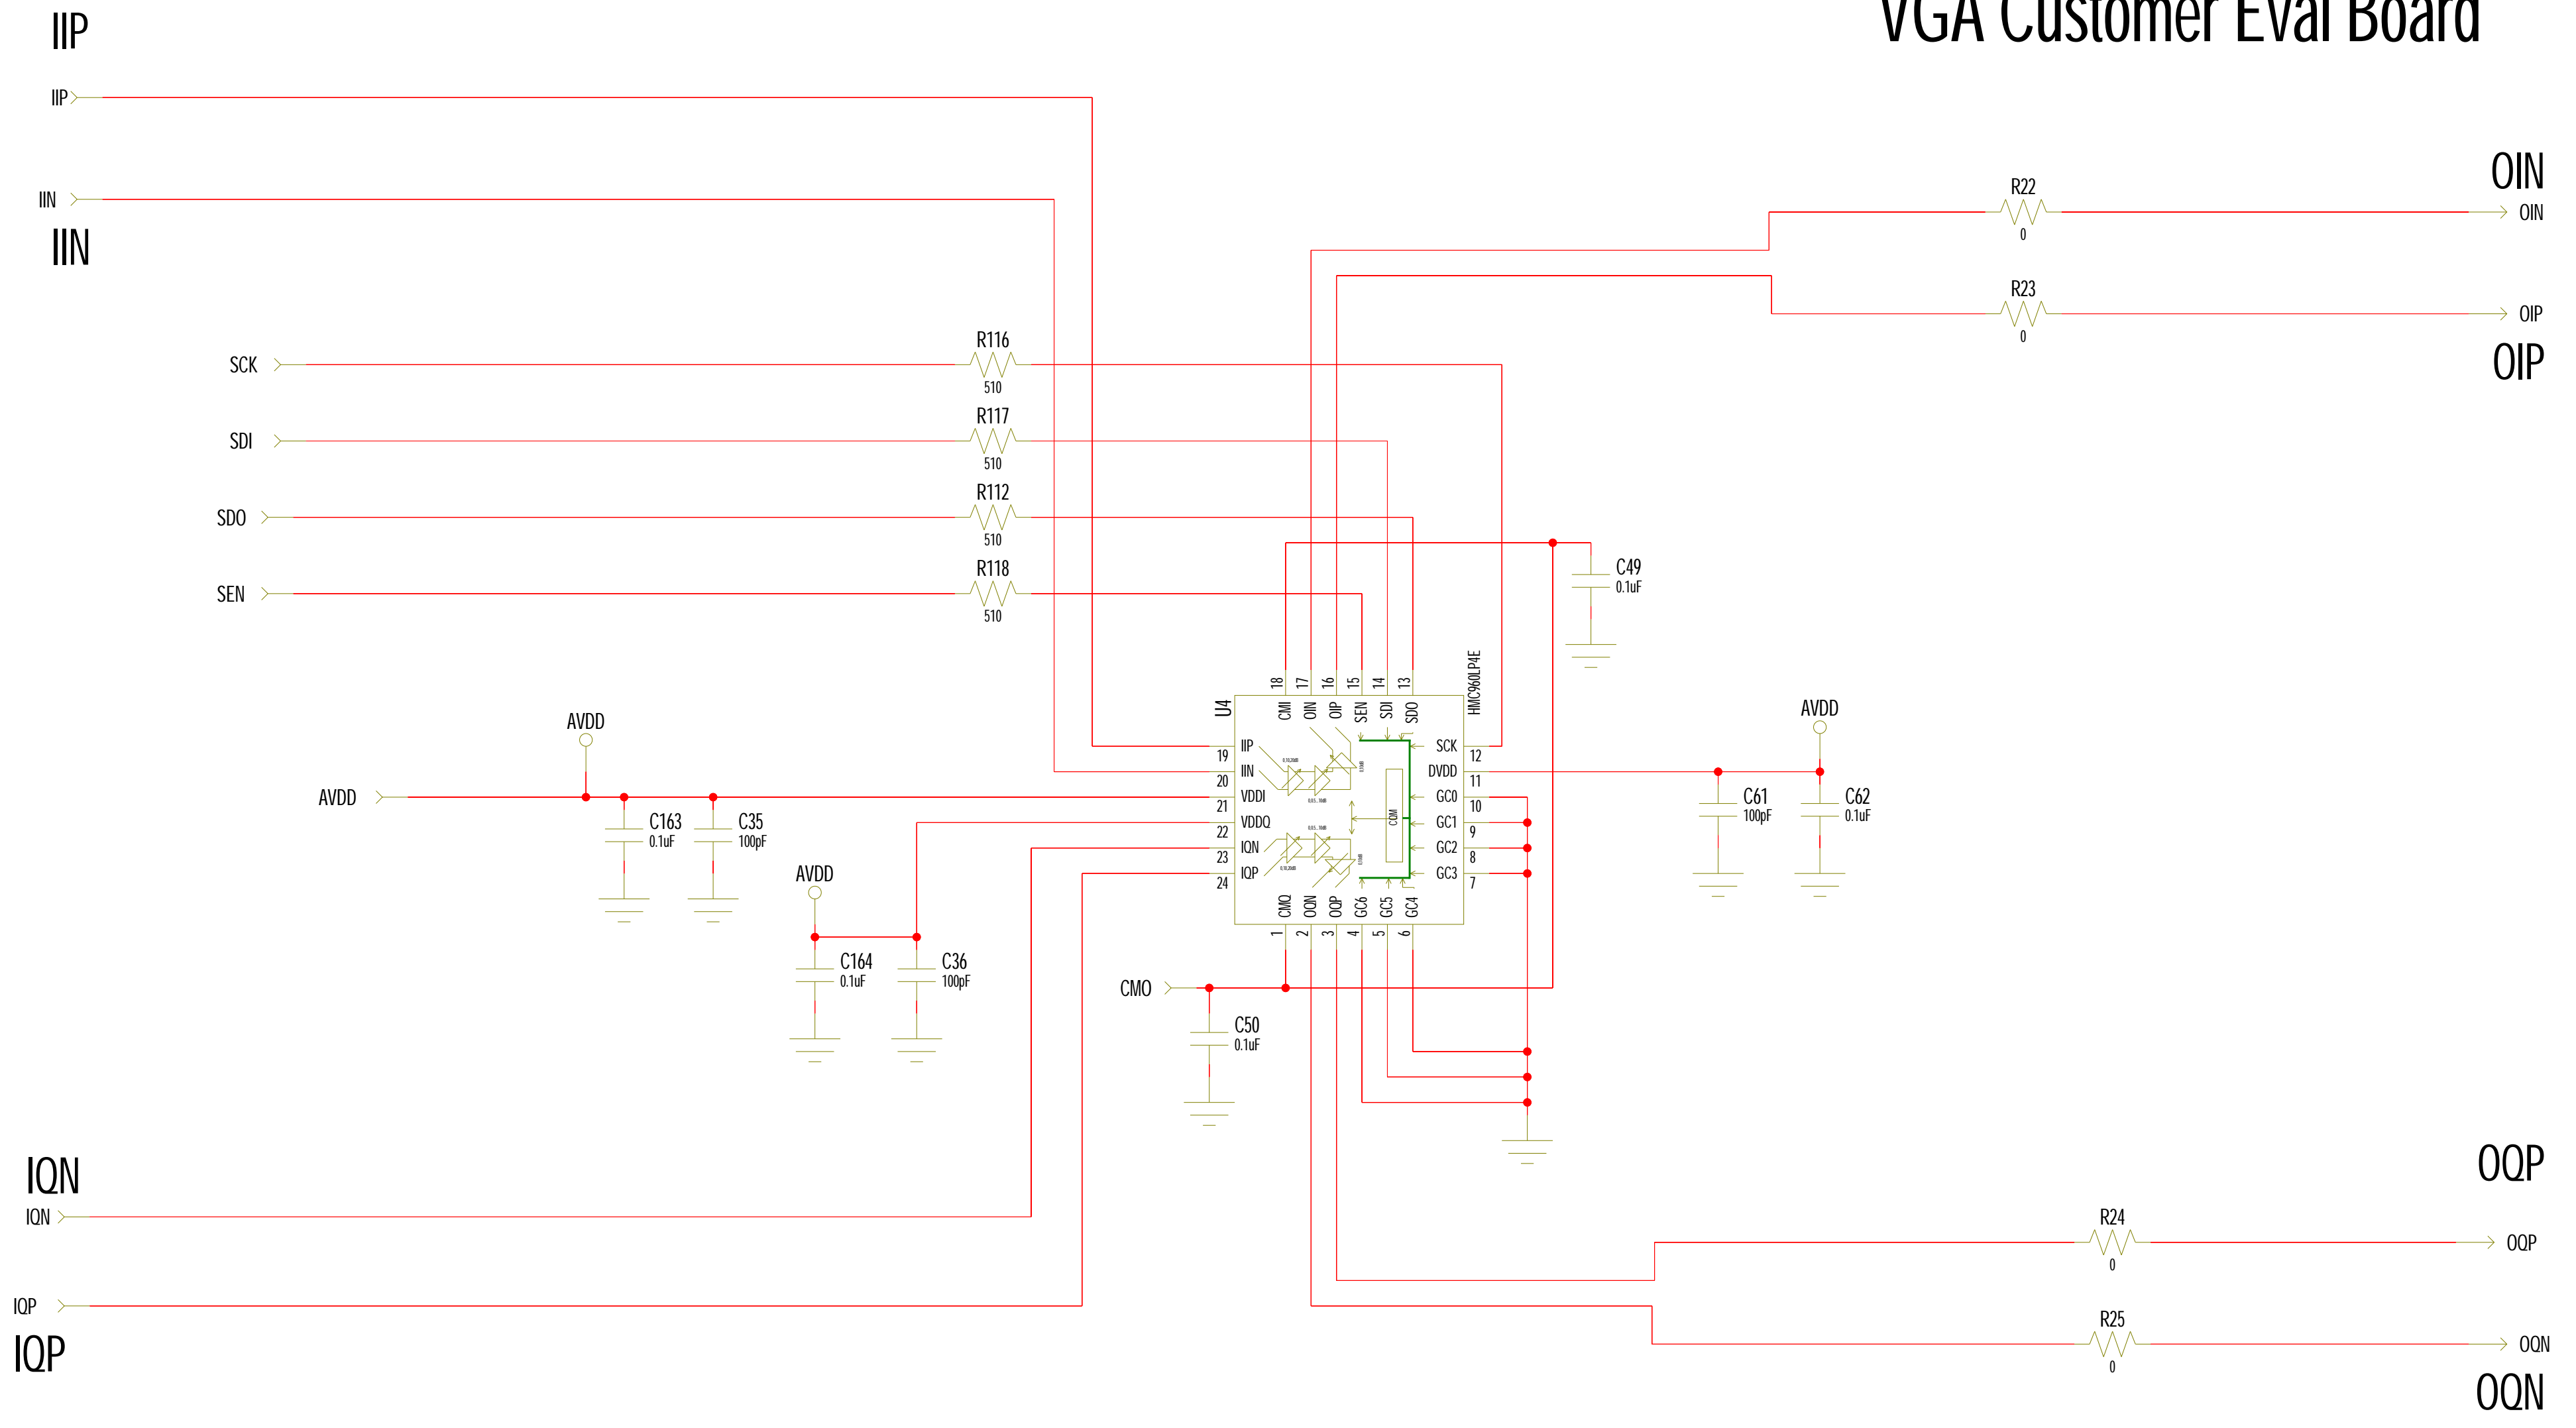 VGA Customer Eval Board
IIP
IIP
IIN
IIN
OIN
R22
OIN
0
R23
OIP
0
OIP
R116
SCK
510
R117
SDI
510
R112
SDO
510
R118
SEN
510
C49
0.1uF
HMC960LP4E
U4
18
17
16
15
14
13
CMI
OIN
OIP
SEN
SDI
SDO
AVDD
AVDD
IIP
19
IIN
20
VDDI
21
VDDQ
22
IQN
23
IQP
24
SCK
12
DVDD
11
GC0
10
GC1
9
GC2
8
GC3
7
COM
CMQ
OQN
OQP
GC6
GC5
GC4
1
2
3
4
5
6
AVDD
C163
0.1uF
C35
100pF
C61
100pF
C62
0.1uF
AVDD
C164
0.1uF
C36
100pF
CMO
C50
0.1uF
IQN
IQN
IQP
IQP
OQP
R24
OQP
0
R25
OQN
0
OQN